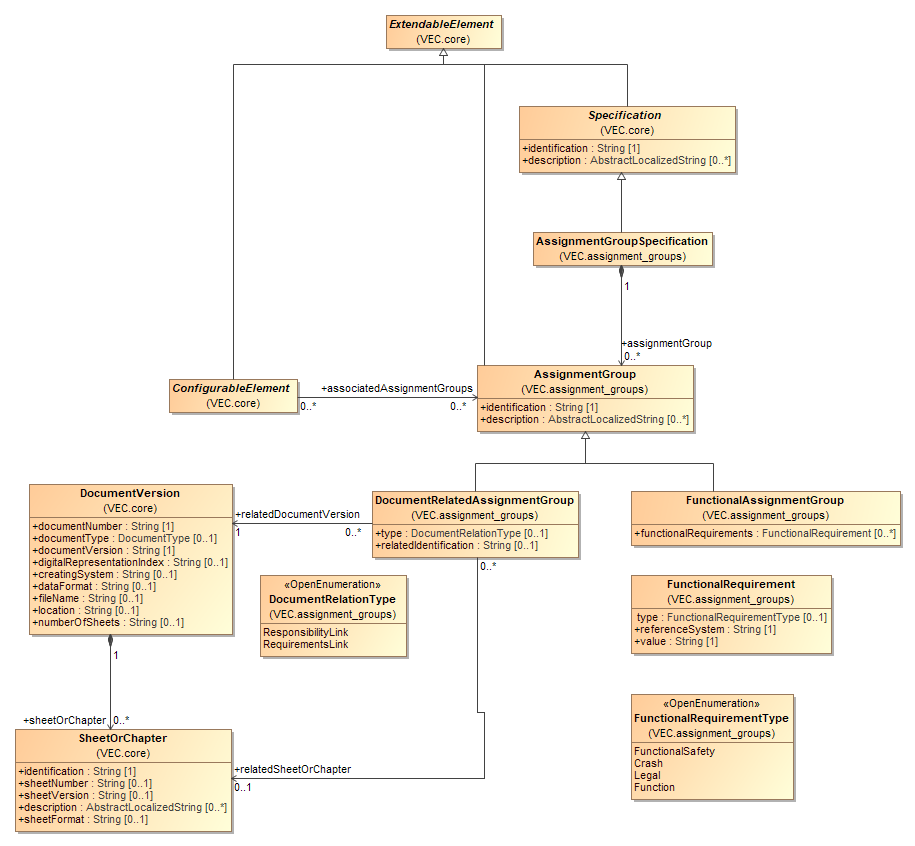 ExtendableElement
(VEC.core)
Specification
(VEC.core)
+identification : String [1]
+description : AbstractLocalizedString [0..*]
AssignmentGroupSpecification
(VEC.assignment_groups)
1
+assignmentGroup
0..*
ConfigurableElement
(VEC.core)
+associatedAssignmentGroups
0..*
0..*
AssignmentGroup
(VEC.assignment_groups)
+identification : String [1]
+description : AbstractLocalizedString [0..*]
DocumentVersion
(VEC.core)
+documentNumber : String [1]
+documentType : DocumentType [0..1]
+documentVersion : String [1]
+digitalRepresentationIndex : String [0..1]
+creatingSystem : String [0..1]
+dataFormat : String [0..1]
+fileName : String [0..1]
+location : String [0..1]
+numberOfSheets : String [0..1]
+relatedDocumentVersion
1
0..*
DocumentRelatedAssignmentGroup
(VEC.assignment_groups)
+type : DocumentRelationType [0..1]
+relatedIdentification : String [0..1]
0..*
FunctionalAssignmentGroup
(VEC.assignment_groups)
+functionalRequirements : FunctionalRequirement [0..*]
«OpenEnumeration»
DocumentRelationType
(VEC.assignment_groups)
ResponsibilityLink
RequirementsLink
FunctionalRequirement
(VEC.assignment_groups)
type : FunctionalRequirementType [0..1]
+referenceSystem : String [1]
+value : String [1]
1
+sheetOrChapter
0..*
«OpenEnumeration»
FunctionalRequirementType
(VEC.assignment_groups)
FunctionalSafety
Crash
Legal
Function
SheetOrChapter
(VEC.core)
+identification : String [1]
+sheetNumber : String [0..1]
+sheetVersion : String [0..1]
+description : AbstractLocalizedString [0..*]
+sheetFormat : String [0..1]
+relatedSheetOrChapter
0..1